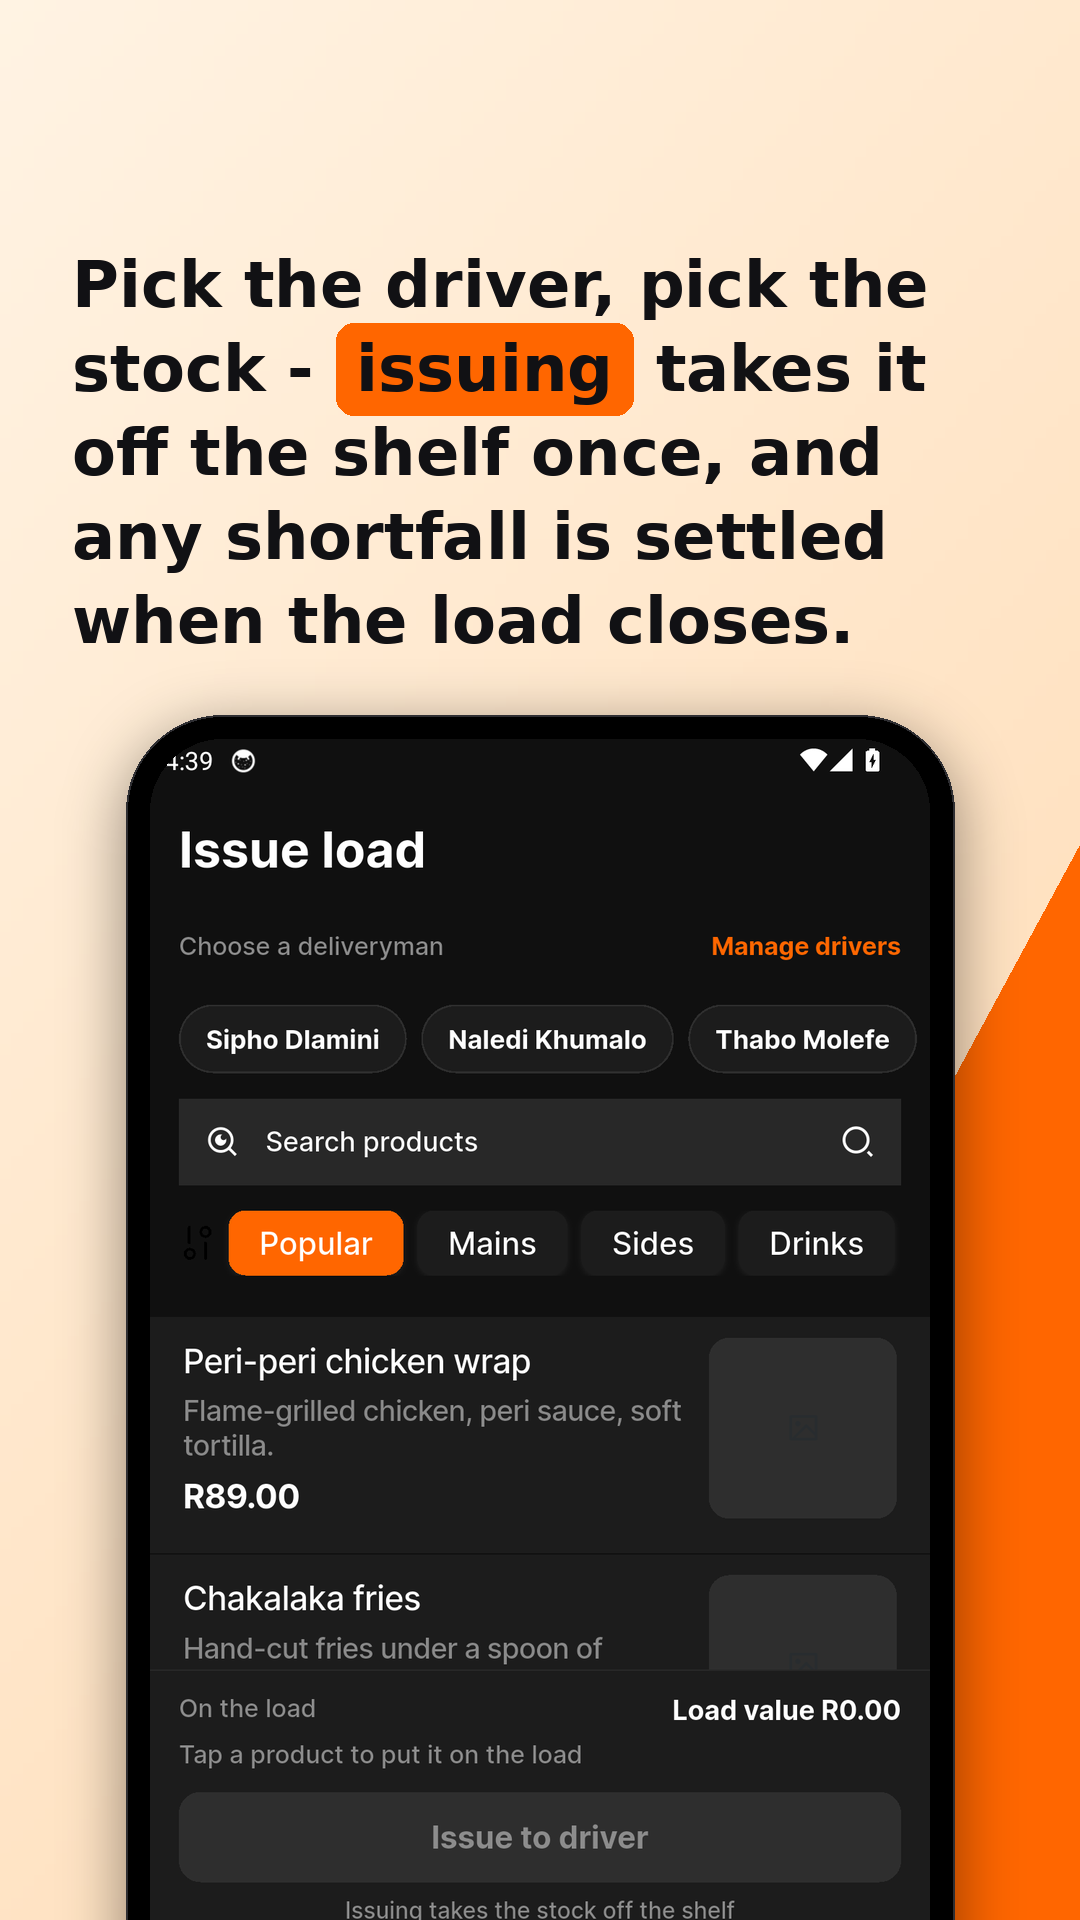 Pick the driver, pick the
stock - issuing takes it
off the shelf once, and
any shortfall is settled
when the load closes.
4:39
Issue load
Choose a deliveryman
Manage drivers
Sipho Dlamini
Naledi Khumalo
Thabo Molefe
Search products
Popular
Mains
Sides
Drinks
Peri-peri chicken wrap
Flame-grilled chicken, peri sauce, soft
tortilla.
R89.00
Chakalaka fries
Hand-cut fries under a spoon of
On the load
Load value R0.00
Tap a product to put it on the load
Issue to driver
Issuing takes the stock off the shelf